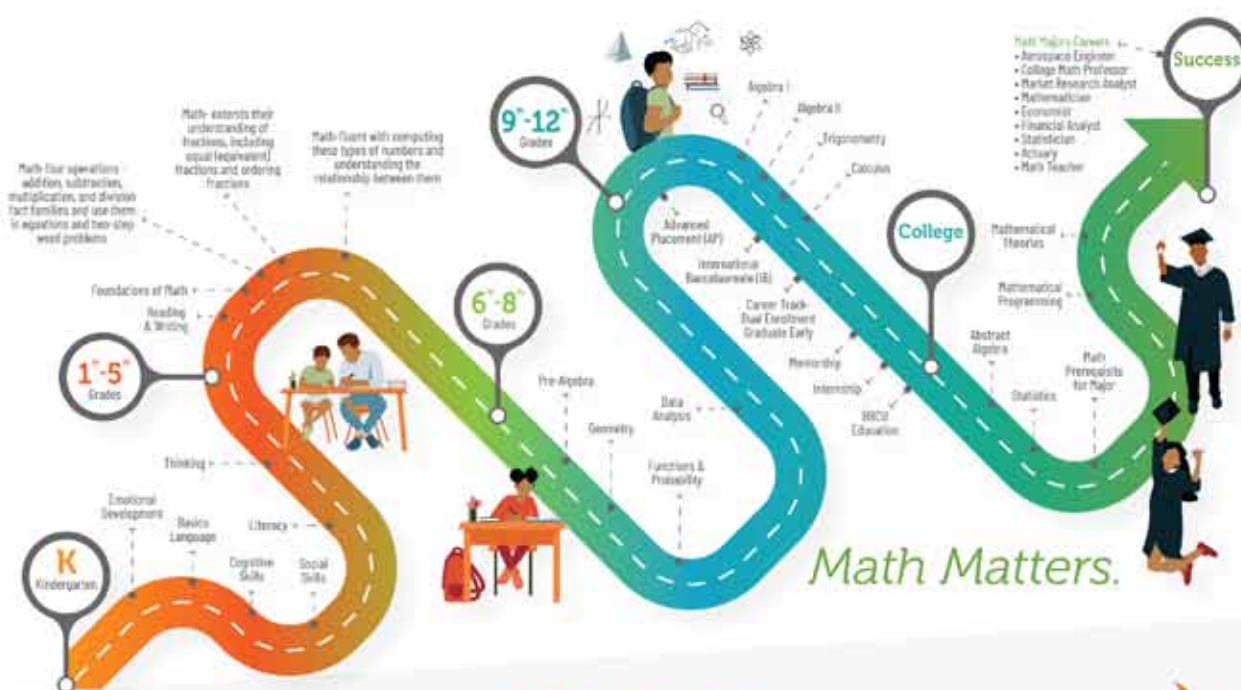 K
Kindergarten
Emotional
Development
Basics
Language
Cognitive
Skills
Social
Skills
Literacy
Thinking
1st-5th
Grades
Reading
& Writing
Foundations of Math
Math-four operations -
addition, subtraction,
multiplication, and division
fact families and use them
in equations and two-step
word problems
Math- extents their
understanding of
fractions, including
equal (equivalent)
fractions and ordering
fractions
Math-fluent with computing
these types of numbers and
understanding the
relationship between them
6th-8th
Grades
Pre-Algebra
Geometry
Functions &
Probability
Data
Analysis
9th-12th
Grades
Algebra I
Algebra II
Trigonometry
Calculus
Advanced
Placement (AP)
International
Baccalaureate (IB)
Career Track-
Dual Enrollment
Graduate Early
Mentorship
Internship
HBCU
Education
College
Abstract
Algebra
Statistics
Math
Prerequisite
for Major
Mathematical
Programming
Mathematical
Theories
Math Majors Careers
• Aerospace Engineer
• College Math Professor
• Market Research Analyst
• Mathematician
• Economist
• Financial Analyst
• Statistician
• Actuary
• Math Teacher
Success
Math Matters.